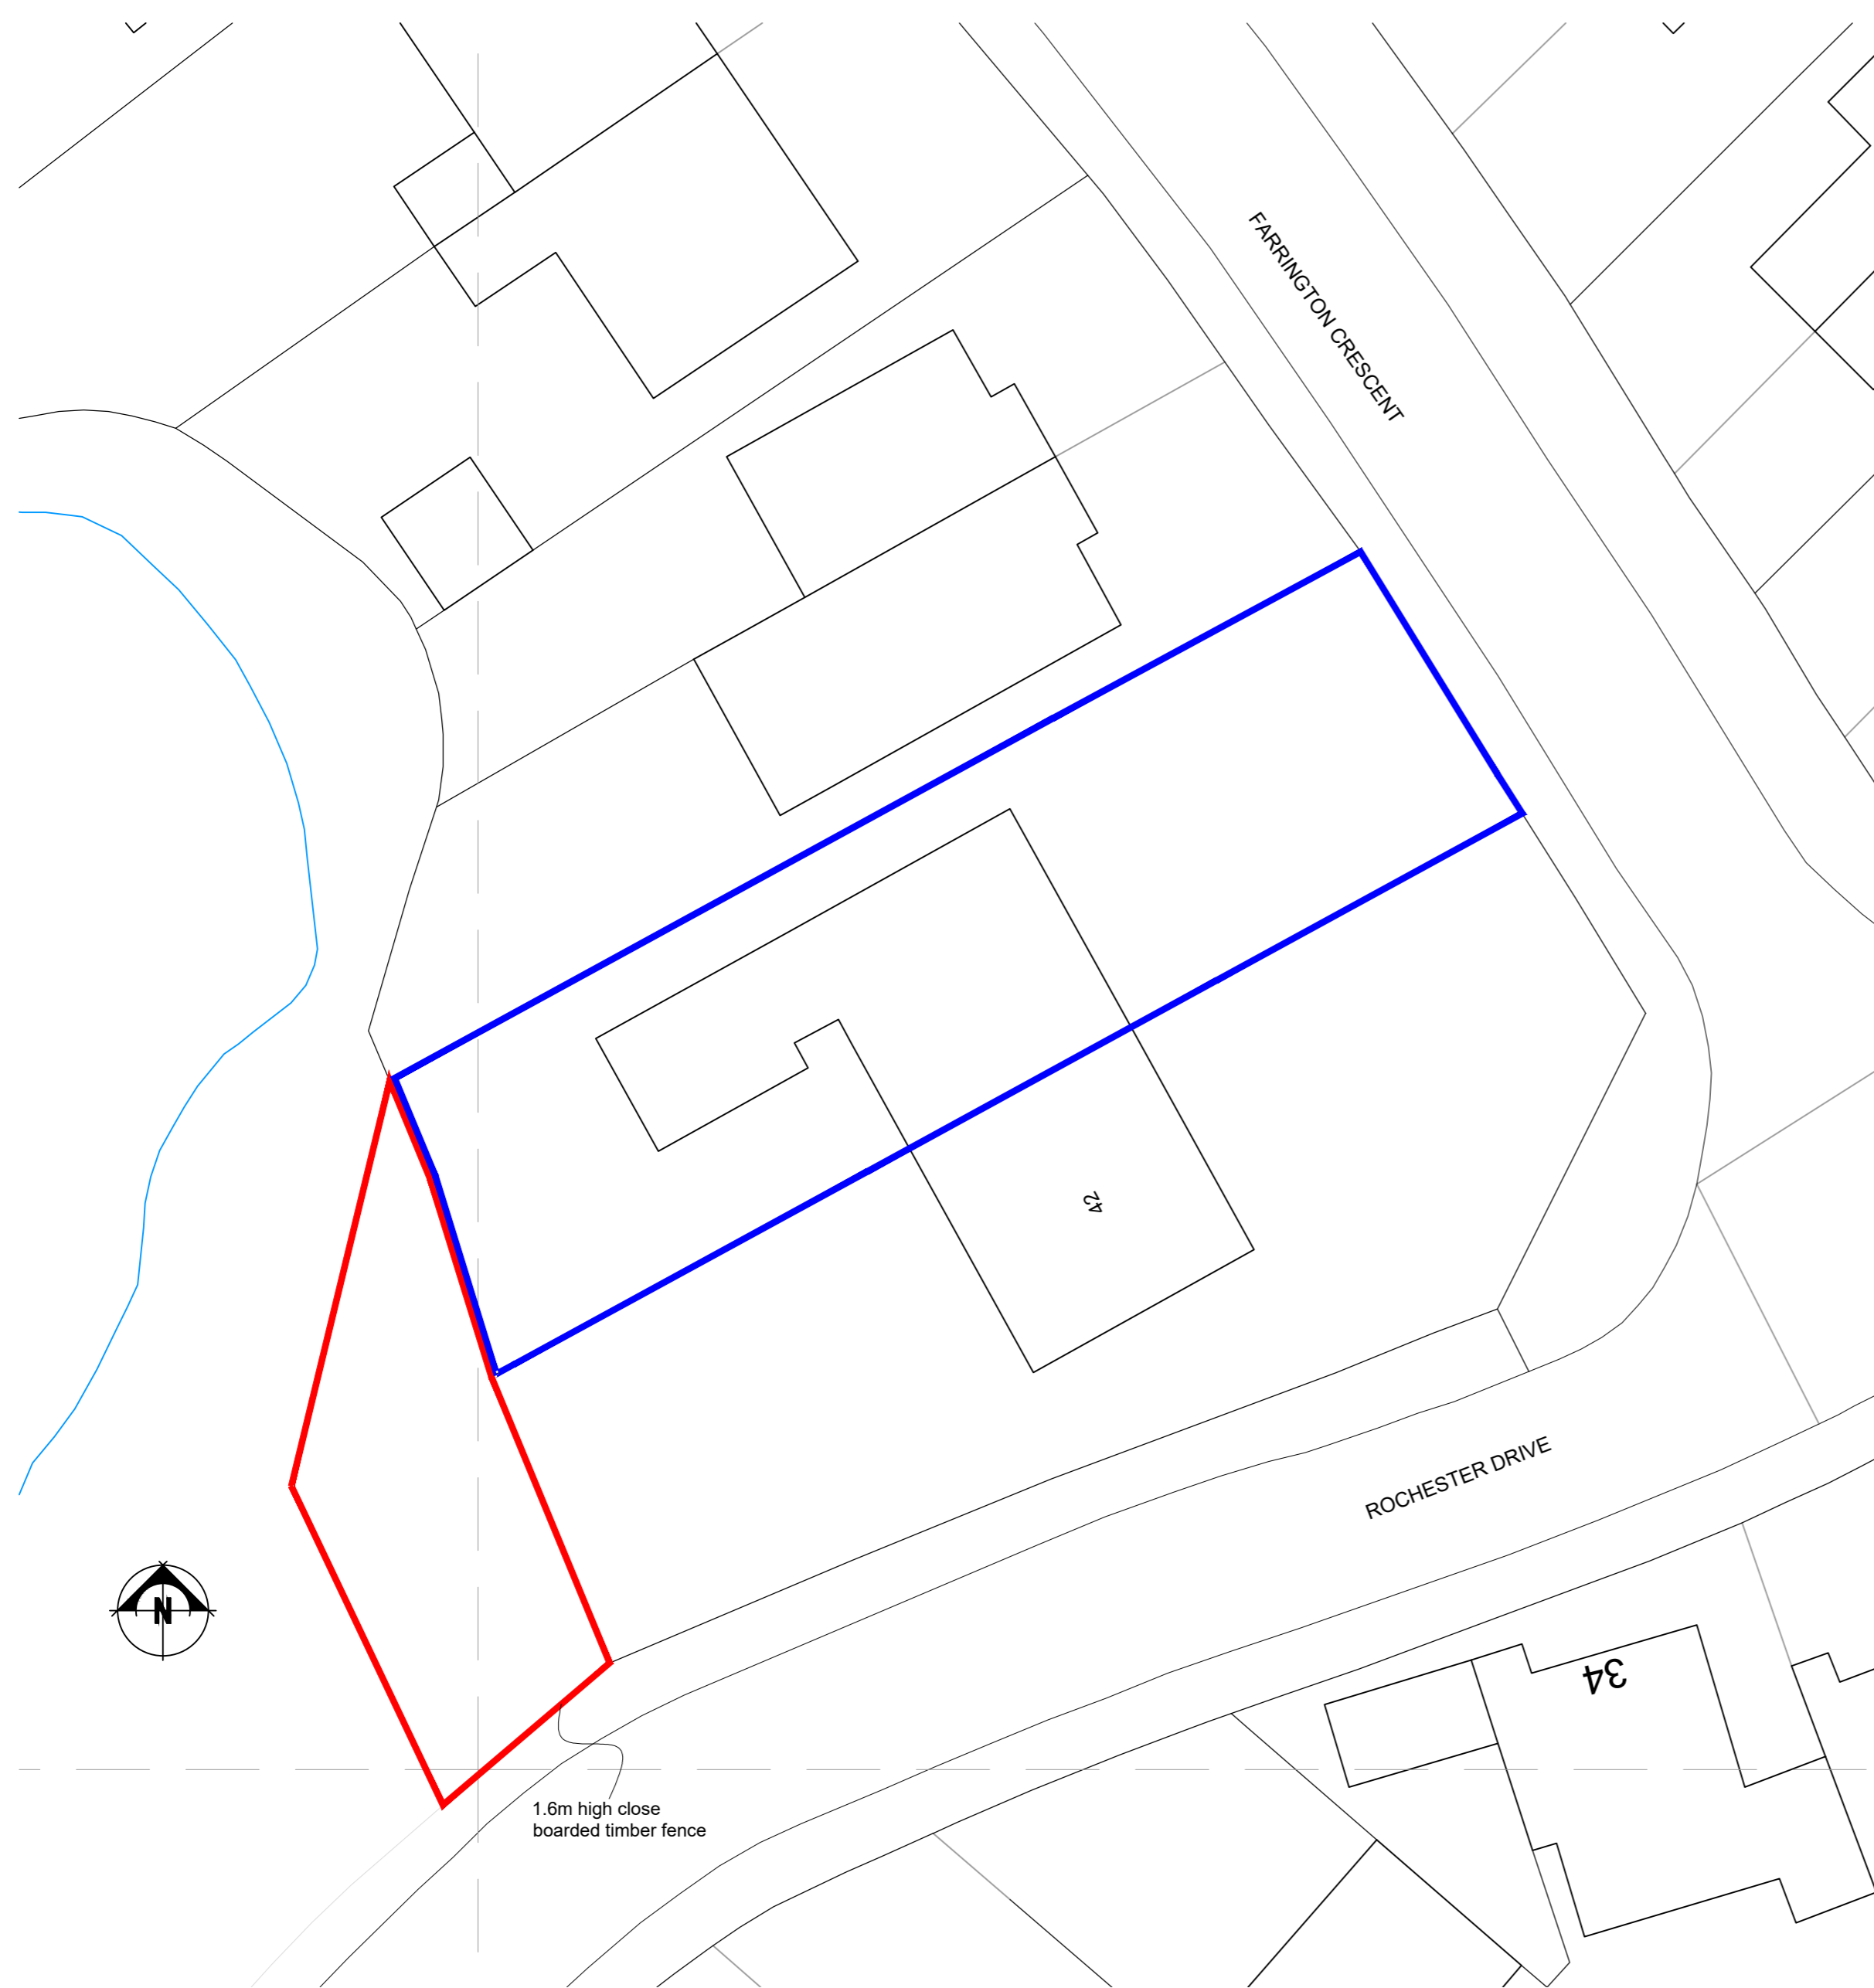 FARRINGTON CRESCENT
42
ROCHESTER DRIVE
N
34
1.6m high close
boarded timber fence